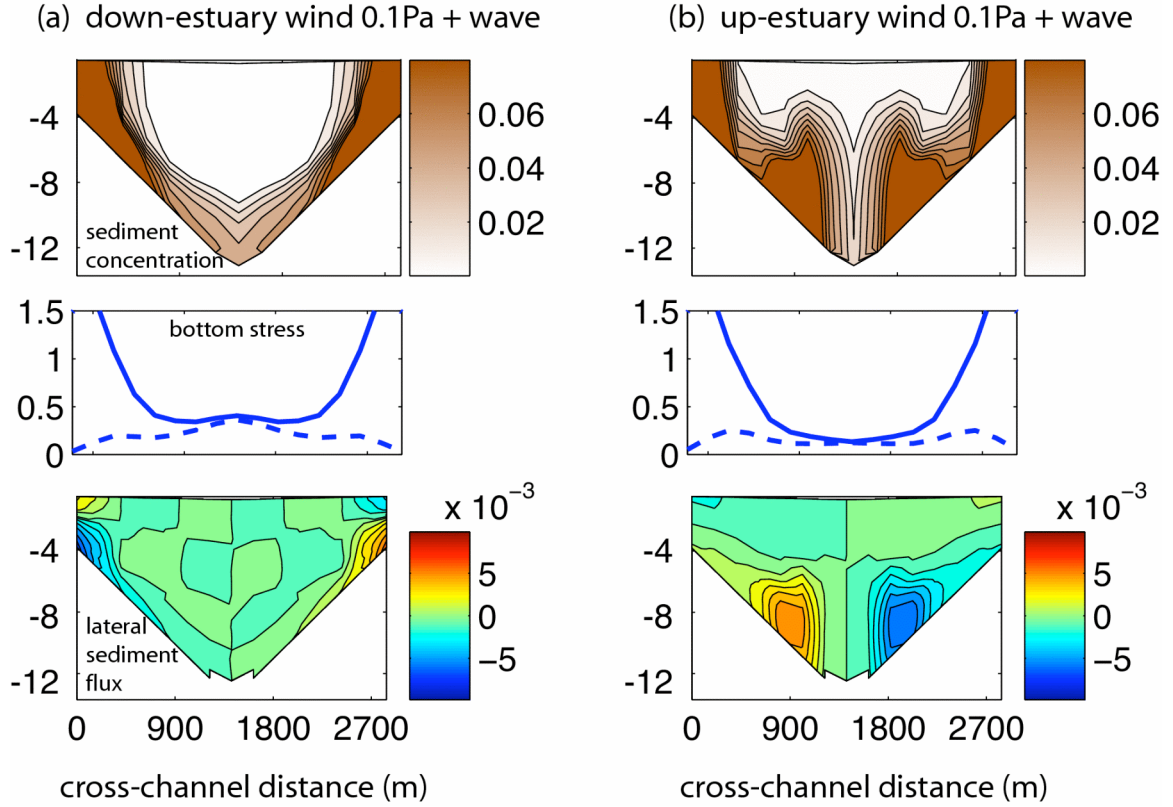 (a) down-estuary wind 0.1Pa + wave
(b) up-estuary wind 0.1Pa + wave
-4
-8
-12
sediment
concentration
0.06
0.04
0.02
-4
-8
-12
0.06
0.04
0.02
1.5
1
0.5
0
bottom stress
1.5
1
0.5
0
-4
-8
-12
lateral
sediment
flux
x 10⁻³
5
0
−5
-4
-8
-12
x 10⁻³
5
0
−5
0 900 1800 2700
0 900 1800 2700
cross-channel distance (m)
cross-channel distance (m)